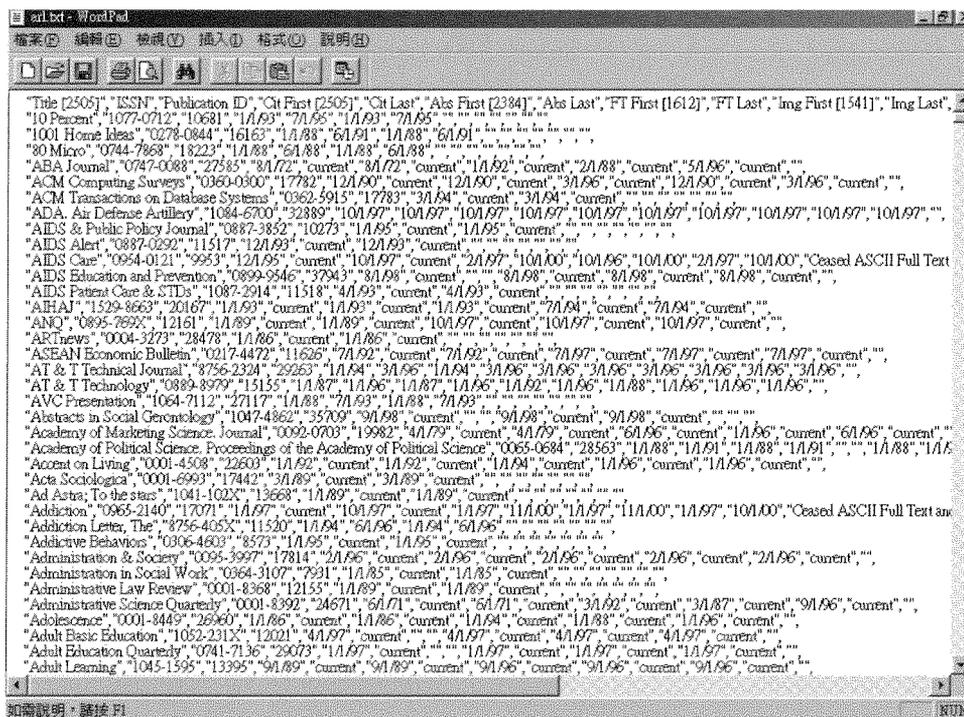 arl.txt - WordPad
檔案(F) 編輯(E) 檢視(V) 插入(I) 格式(O) 說明(H)
"Title [2505]","ISSN","Publication ID","Cit First [2505]","Cit Last","Abs First [2384]","Abs Last","FT First [1612]","FT Last","Img First [1541]","Img Last",
"10 Percent","1077-0712","10681","1/1/93","7/1/95","1/1/93","7/1/95","","","","","",
"1001 Home Ideas","0278-0844","16163","1/1/88","6/1/91","1/1/88","6/1/91","","","","","",
"80 Micro","0744-7868","18223","1/1/88","6/1/88","1/1/88","6/1/88","","","","","",
"ABA Journal","0747-0088","27585","8/1/72","current","8/1/72","current","1/1/92","current","2/1/88","current","5/1/96","current","",
"ACM Computing Surveys","0360-0300","17782","12/1/90","current","12/1/90","current","3/1/96","current","12/1/90","current","3/1/96","current","",
"ACM Transactions on Database Systems","0362-5915","17783","3/1/94","current","3/1/94","current","","","","","",
"ADA. Air Defense Artillery","1084-6700","32889","10/1/97","10/1/97","10/1/97","10/1/97","10/1/97","10/1/97","10/1/97","10/1/97","10/1/97","10/1/97","",
"AIDS & Public Policy Journal","0887-3852","10273","1/1/95","current","1/1/95","current","","","","","",
"AIDS Alert","0887-0292","11517","12/1/93","current","12/1/93","current","","","","","",
"AIDS Care","0954-0121","9953","12/1/95","current","10/1/97","current","2/1/97","10/1/00","10/1/96","10/1/00","2/1/97","10/1/00","Ceased ASCII Full Text
"AIDS Education and Prevention","0899-9546","37943","8/1/98","current","","","8/1/98","current","8/1/98","current","8/1/98","current","",
"AIDS Patient Care & STDs","1087-2914","11518","4/1/93","current","4/1/93","current","","","","","",
"AIHAJ","1529-8663","20167","1/1/93","current","1/1/93","current","1/1/93","current","7/1/94","current","7/1/94","current","",
"ANQ","0895-769X","12161","1/1/89","current","1/1/89","current","10/1/97","current","10/1/97","current","10/1/97","current","",
"ARTnews","0004-3273","28478","1/1/86","current","1/1/86","current","","","","","",
"ASEAN Economic Bulletin","0217-4472","11626","7/1/92","current","7/1/92","current","7/1/97","current","7/1/97","current","7/1/97","current","",
"AT & T Technical Journal","8756-2324","29263","1/1/94","3/1/96","1/1/94","3/1/96","3/1/96","3/1/96","3/1/96","3/1/96","3/1/96","3/1/96","",
"AT & T Technology","0889-8979","15155","1/1/87","1/1/96","1/1/87","1/1/96","1/1/92","1/1/96","1/1/88","1/1/96","1/1/96","1/1/96","",
"AVC Presentation","1064-7112","27117","1/1/88","7/1/93","1/1/88","7/1/93","","","","","",
"Abstracts in Social Gerontology","1047-4862","35709","9/1/98","current","","","9/1/98","current","9/1/98","current","","","",
"Academy of Marketing Science. Journal","0092-0703","19982","4/1/79","current","4/1/79","current","6/1/96","current","1/1/96","current","6/1/96","current","
"Academy of Political Science. Proceedings of the Academy of Political Science","0065-0684","28563","1/1/88","1/1/91","1/1/88","1/1/91","","","1/1/88","1/1/
"Accent on Living","0001-4508","22603","1/1/92","current","1/1/92","current","1/1/94","current","1/1/96","current","1/1/96","current","",
"Acta Sociologica","0001-6993","17442","3/1/89","current","3/1/89","current","","","","","",
"Ad Astra; To the stars","1041-102X","13668","1/1/89","current","1/1/89","current","","","","","",
"Addiction","0965-2140","17071","1/1/97","current","10/1/97","current","1/1/97","11/1/00","1/1/97","11/1/00","1/1/97","10/1/00","Ceased ASCII Full Text and
"Addiction Letter, The","8756-405X","11520","1/1/94","6/1/96","1/1/94","6/1/96","","","","","",
"Addictive Behaviors","0306-4603","8573","1/1/95","current","1/1/95","current","","","","","",
"Administration & Society","0095-3997","17814","2/1/96","current","2/1/96","current","2/1/96","current","2/1/96","current","2/1/96","current","",
"Administration in Social Work","0364-3107","7931","1/1/85","current","1/1/85","current","","","","","",
"Administrative Law Review","0001-8368","12155","1/1/89","current","1/1/89","current","","","","","",
"Administrative Science Quarterly","0001-8392","24671","6/1/71","current","6/1/71","current","3/1/92","current","3/1/87","current","9/1/96","current","",
"Adolescence","0001-8449","26960","1/1/86","current","1/1/86","current","1/1/94","current","1/1/88","current","1/1/96","current","",
"Adult Basic Education","1052-231X","12021","4/1/97","current","","","4/1/97","current","4/1/97","current","4/1/97","current","",
"Adult Education Quarterly","0741-7136","29073","1/1/97","current","","","1/1/97","current","1/1/97","current","1/1/97","current","",
"Adult Learning","1045-1595","13395","9/1/89","current","9/1/89","current","9/1/96","current","9/1/96","current","9/1/96","current","",
如需說明，請按 F1
NUM